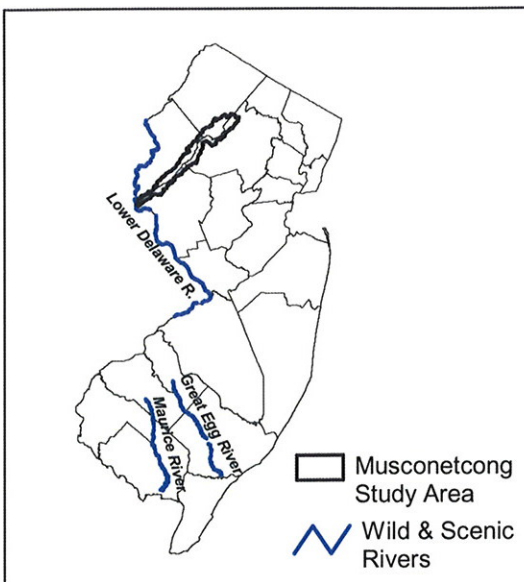 Lower Delaware R.
Great Egg River
Maurice River
Musconetcong
Study Area
Wild & Scenic
Rivers